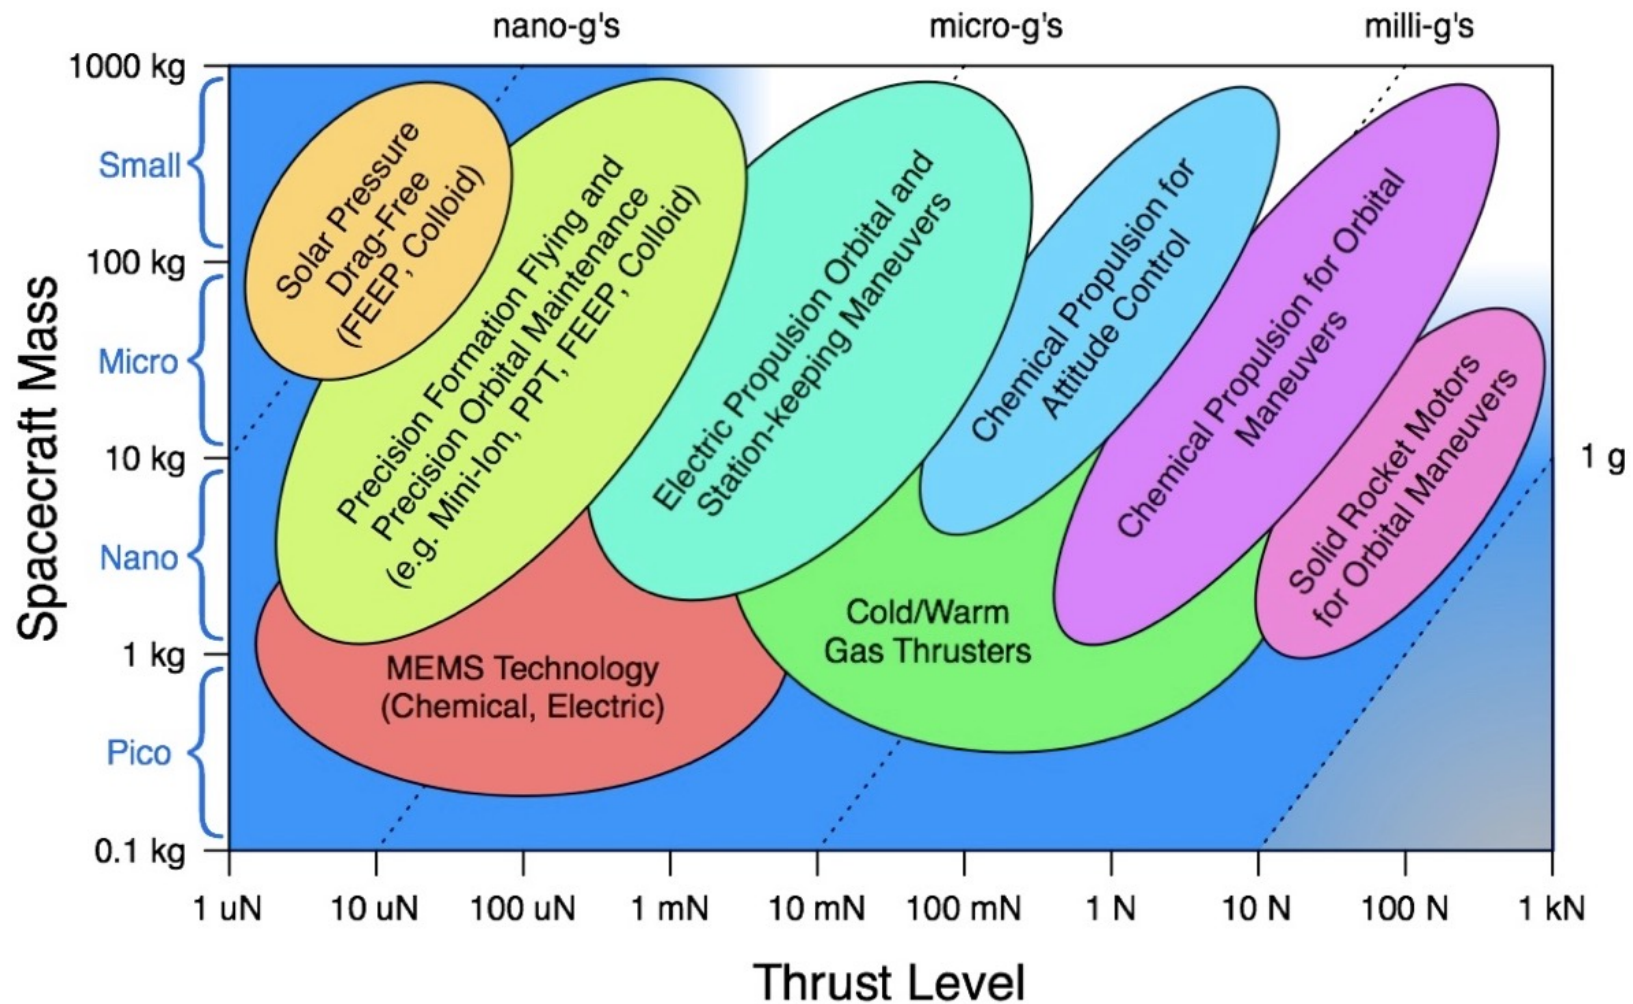 nano-g's
micro-g's
milli-g's
1000 kg
Small
100 kg
Micro
10 kg
Nano
1 kg
Pico
0.1 kg
Spacecraft Mass
Solar Pressure
Drag-Free
(FEEP, Colloid)
Precision Formation Flying and
Precision Orbital Maintenance
(e.g. Mini-Ion, PPT, FEEP, Colloid)
Electric Propulsion Orbital and
Station-keeping Maneuvers
Chemical Propulsion for
Attitude Control
Chemical Propulsion for Orbital
Maneuvers
Solid Rocket Motors
for Orbital Maneuvers
MEMS Technology
(Chemical, Electric)
Cold/Warm
Gas Thrusters
1 g
1 uN
10 uN
100 uN
1 mN
10 mN
100 mN
1 N
10 N
100 N
1 kN
Thrust Level